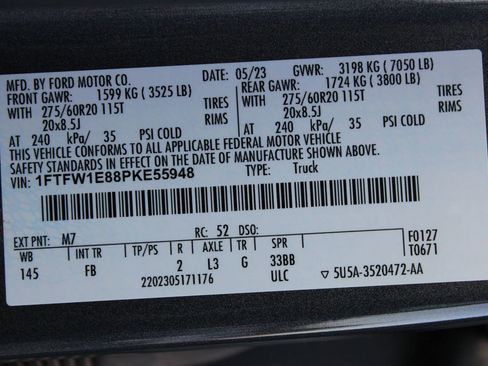 MFD. BY FORD MOTOR CO. DATE: 05/23 GVWR: 3198 KG ( 7050 LB)
FRONT GAWR: 1599 KG ( 3525 LB) REAR GAWR: 1724 KG ( 3800 LB)
WITH 275/60R20 115T TIRES WITH 275/60R20 115T TIRES
20x8.5J RIMS 20x8.5J RIMS
AT 240 kPa/ 35 PSI COLD AT 240 kPa/ 35 PSI COLD
THIS VEHICLE CONFORMS TO ALL APPLICABLE FEDERAL MOTOR VEHICLE
SAFETY STANDARDS IN EFFECT ON THE DATE OF MANUFACTURE SHOWN ABOVE.
VIN: 1FTFW1E88PKE55948 TYPE: Truck
EXT PNT: M7 RC: 52 DSO: F0127
WB INT TR TP/PS R AXLE TR SPR T0671
145 FB 2 L3 G 33BB
2202305171176 ULC ▽ 5U5A-3520472-AA